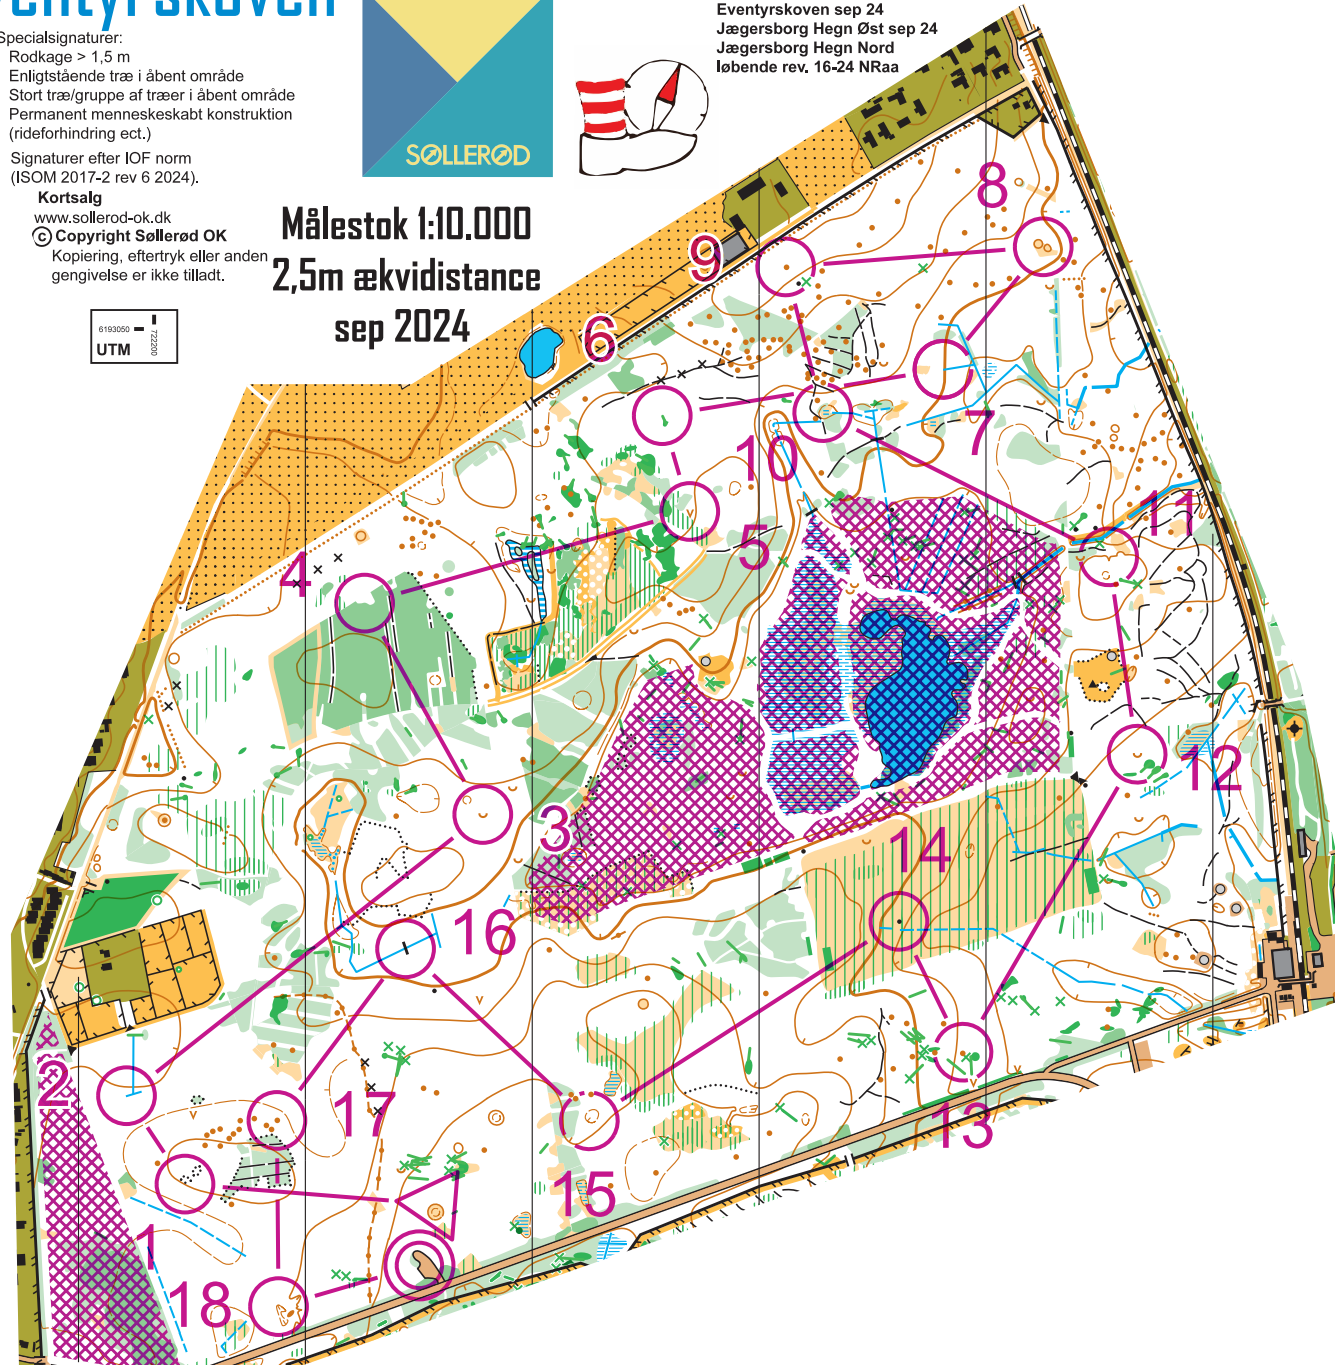 Specialsignaturer:
Rodkage > 1,5 m
Enligtstående træ i åbent område
Stort træ/gruppe af træer i åbent område
Permanent menneskeskabt konstruktion
(rideforhindring ect.)
Signaturer efter IOF norm
(ISOM 2017-2 rev 6 2024).
Kortsalg
www.sollerod-ok.dk
© Copyright Søllerød OK
Kopiering, eftertryk eller anden
gengivelse er ikke tilladt.
6193050
722200
UTM
SØLLERØD
Målestok 1:10.000
2,5m ækvidistance
sep 2024
Eventyrskoven sep 24
Jægersborg Hegn Øst sep 24
Jægersborg Hegn Nord
løbende rev. 16-24 NRaa
8
9
6
7
10
11
5
4
12
3
14
16
2
17
13
15
1
18